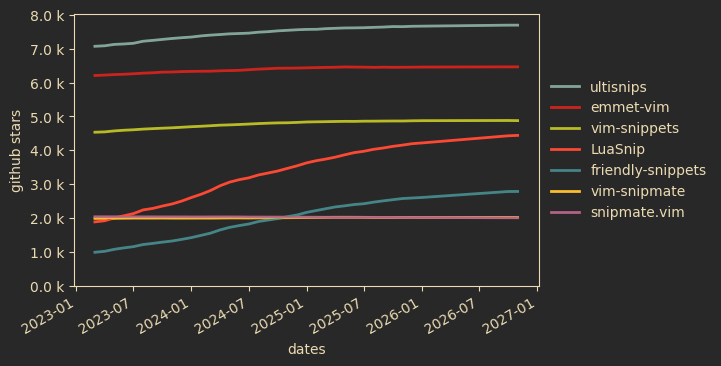 8.0 k
7.0 k
6.0 k
5.0 k
4.0 k
3.0 k
2.0 k
1.0 k
0.0 k
github stars
2023-01
2023-07
2024-01
2024-07
2025-01
2025-07
2026-01
2026-07
2027-01
dates
ultisnips
emmet-vim
vim-snippets
LuaSnip
friendly-snippets
vim-snipmate
snipmate.vim